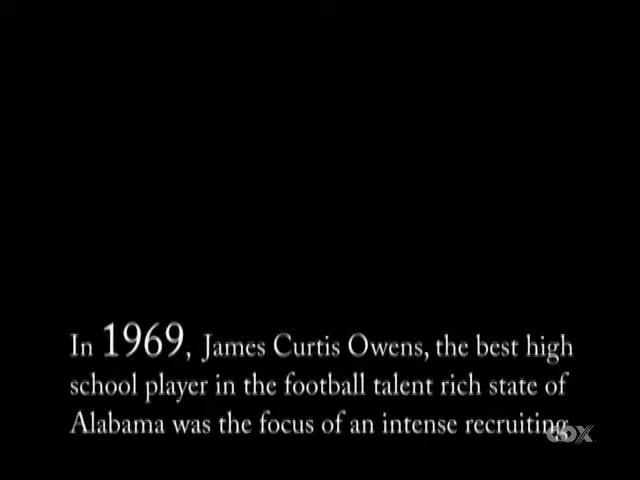 In 1969, James Curtis Owens, the best high
school player in the football talent rich state of
Alabama was the focus of an intense recruiting
COX